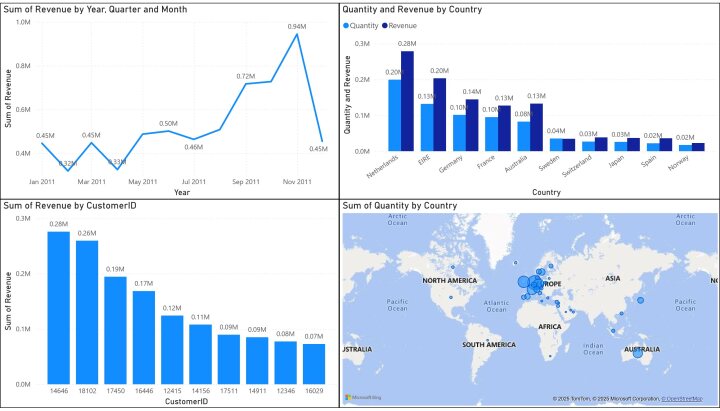 Sum of Revenue by Year, Quarter and Month
1.0M
0.8M
0.6M
0.4M
Sum of Revenue
0.45M
0.32M
0.45M
0.33M
0.50M
0.46M
0.72M
0.94M
0.45M
Jan 2011
Mar 2011
May 2011
Jul 2011
Sep 2011
Nov 2011
Year
Quantity and Revenue by Country
Quantity
Revenue
0.3M
0.2M
0.1M
0.0M
Quantity and Revenue
0.20M
0.28M
0.13M
0.20M
0.10M
0.14M
0.10M
0.13M
0.08M
0.13M
0.04M
0.03M
0.03M
0.02M
0.02M
Netherlands
EIRE
Germany
France
Australia
Sweden
Switzerland
Japan
Spain
Norway
Country
Sum of Revenue by CustomerID
0.3M
0.2M
0.1M
0.0M
Sum of Revenue
0.28M
0.26M
0.19M
0.17M
0.12M
0.11M
0.09M
0.09M
0.08M
0.07M
14646
18102
17450
16446
12415
14156
17511
14911
12346
16029
CustomerID
Sum of Quantity by Country
Arctic
Ocean
Arctic
Ocean
NORTH AMERICA
ROPE
ASIA
NO
Pacific
Ocean
Atlantic
Ocean
Pacific
Ocean
AFRICA
SOUTH AMERICA
Indian
Ocean
USTRALIA
AUSTRALIA
Microsoft Bing
© 2025 TomTom, © 2025 Microsoft Corporation, © OpenStreetMap